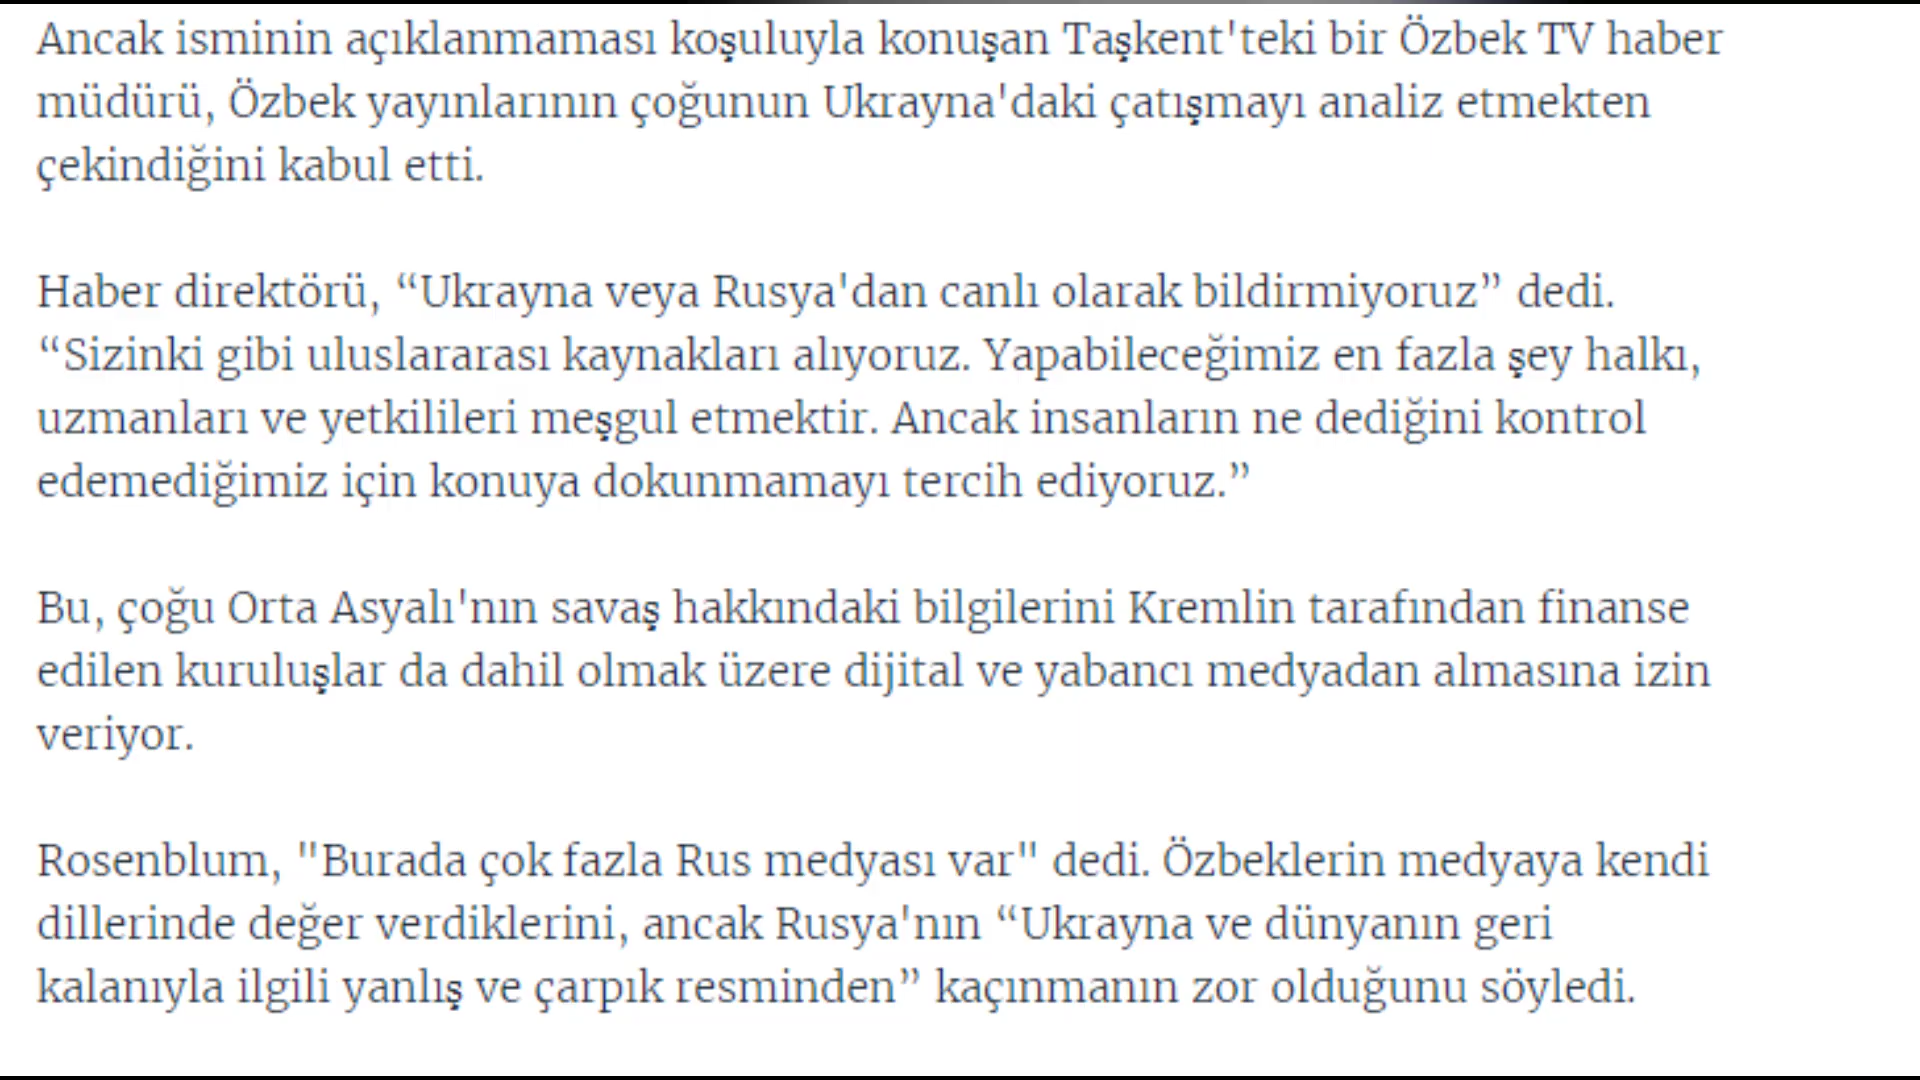 Ancak isminin açıklanmaması koşuluyla konuşan Taşkent'teki bir Özbek TV haber
müdürü, Özbek yayınlarının çoğunun Ukrayna'daki çatışmayı analiz etmekten
çekindiğini kabul etti.
Haber direktörü, “Ukrayna veya Rusya'dan canlı olarak bildirmiyoruz” dedi.
“Sizinki gibi uluslararası kaynakları alıyoruz. Yapabileceğimiz en fazla şey halkı,
uzmanları ve yetkilileri meşgul etmektir. Ancak insanların ne dediğini kontrol
edemediğimiz için konuya dokunmamayı tercih ediyoruz.”
Bu, çoğu Orta Asyalı'nın savaş hakkındaki bilgilerini Kremlin tarafından finanse
edilen kuruluşlar da dahil olmak üzere dijital ve yabancı medyadan almasına izin
veriyor.
Rosenblum, "Burada çok fazla Rus medyası var" dedi. Özbeklerin medyaya kendi
dillerinde değer verdiklerini, ancak Rusya'nın “Ukrayna ve dünyanın geri
kalanıyla ilgili yanlış ve çarpık resminden” kaçınmanın zor olduğunu söyledi.